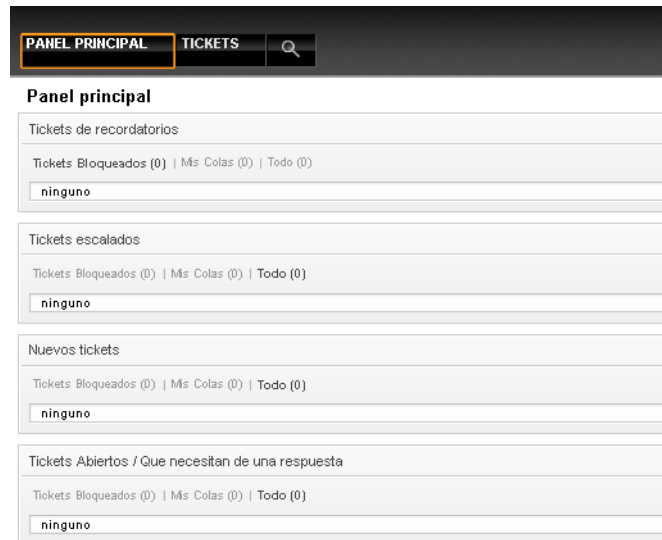 PANEL PRINCIPAL TICKETS
Panel principal
Tickets de recordatorios
Tickets Bloqueados (0) | Mis Colas (0) | Todo (0)
ninguno
Tickets escalados
Tickets Bloqueados (0) | Mis Colas (0) | Todo (0)
ninguno
Nuevos tickets
Tickets Bloqueados (0) | Mis Colas (0) | Todo (0)
ninguno
Tickets Abiertos / Que necesitan de una respuesta
Tickets Bloqueados (0) | Mis Colas (0) | Todo (0)
ninguno